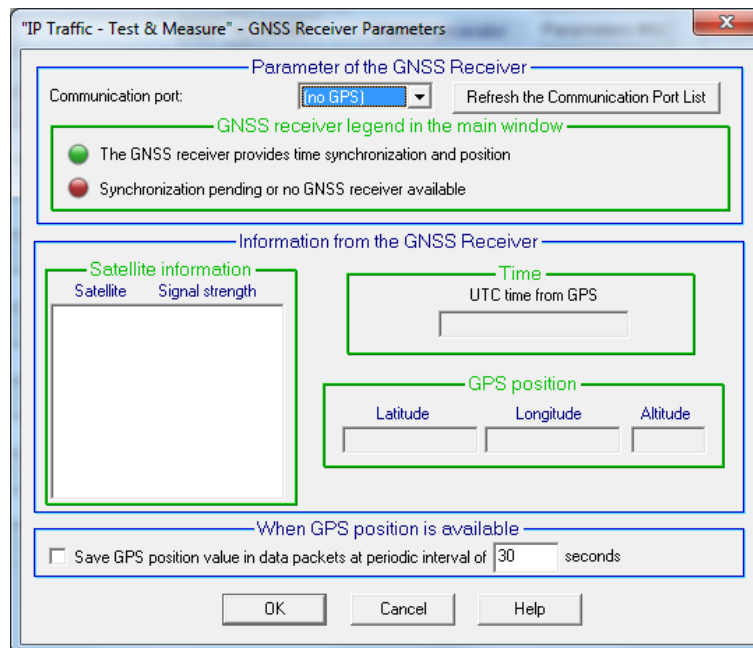 "IP Traffic - Test & Measure" - GNSS Receiver Parameters
Parameter of the GNSS Receiver
Communication port: (no GPS) Refresh the Communication Port List
GNSS receiver legend in the main window
The GNSS receiver provides time synchronization and position
Synchronization pending or no GNSS receiver available
Information from the GNSS Receiver
Satellite information
Satellite Signal strength
Time
UTC time from GPS
GPS position
Latitude Longitude Altitude
When GPS position is available
Save GPS position value in data packets at periodic interval of 30 seconds
OK Cancel Help